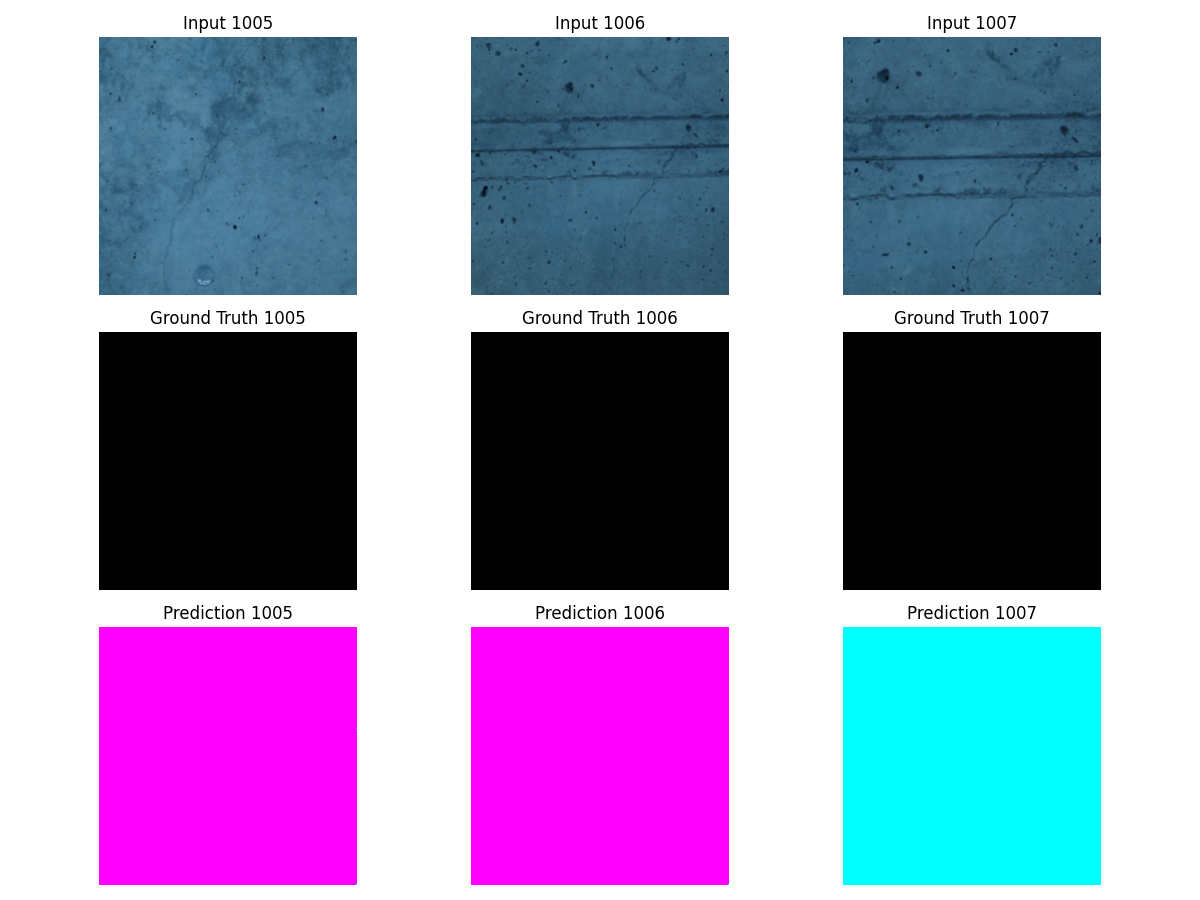 Input 1005
Input 1006
Input 1007
Ground Truth 1005
Ground Truth 1006
Ground Truth 1007
Prediction 1005
Prediction 1006
Prediction 1007